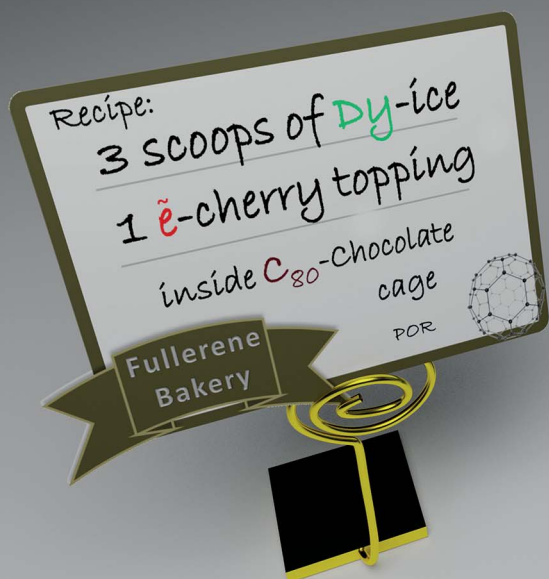 Recipe:
3 scoops of Dy-ice
1 ẽ-cherry topping
inside C₈₀-Chocolate
cage
POR
Fullerene
Bakery